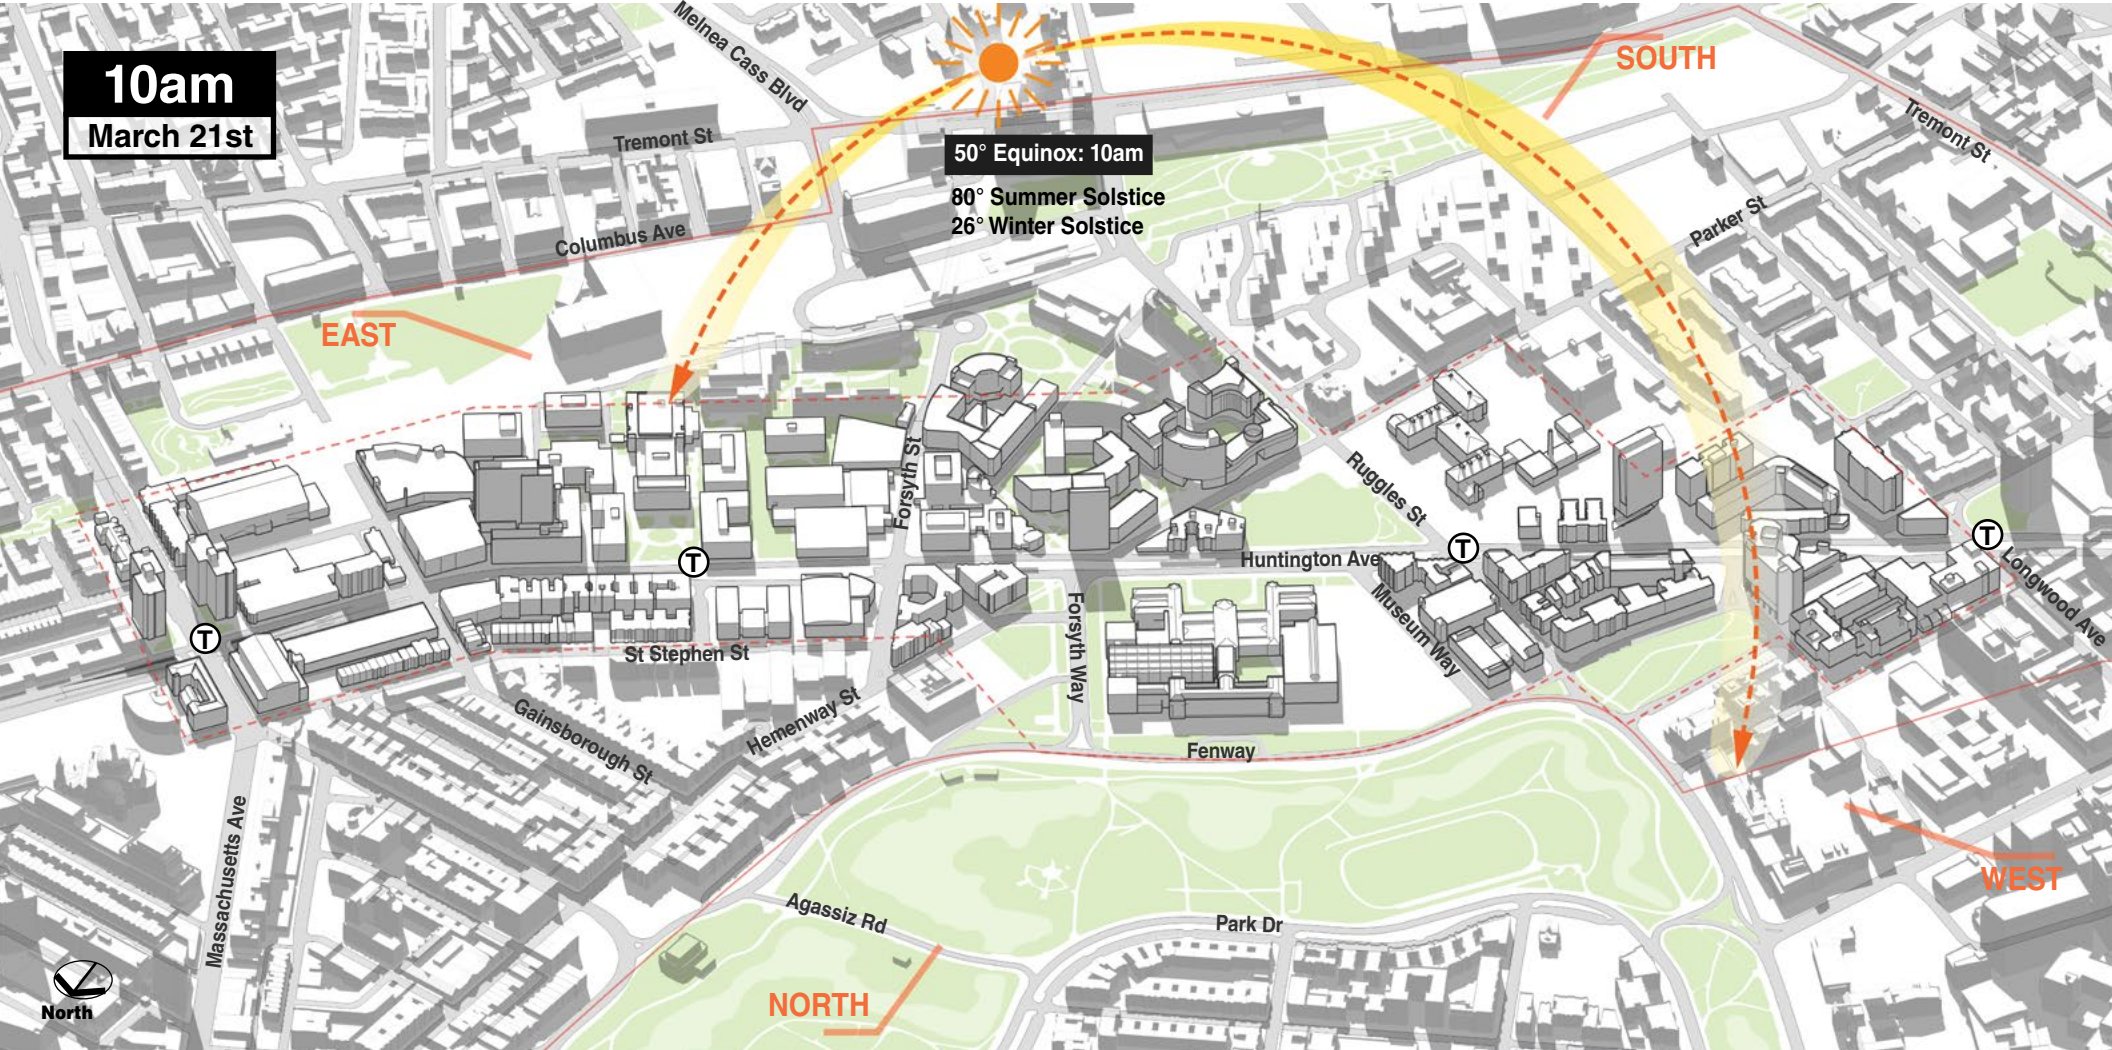 10am
March 21st
Melnea Cass Blvd
SOUTH
Tremont St
Tremont St
50° Equinox: 10am
80° Summer Solstice
26° Winter Solstice
Parker St
Columbus Ave
EAST
Forsyth St
Ruggles St
T
T
T
Huntington Ave
Longwood Ave
T
Forsyth Way
Museum Way
St Stephen St
Gainsborough St
Hemenway St
Fenway
Massachusetts Ave
WEST
Agassiz Rd
Park Dr
NORTH
North